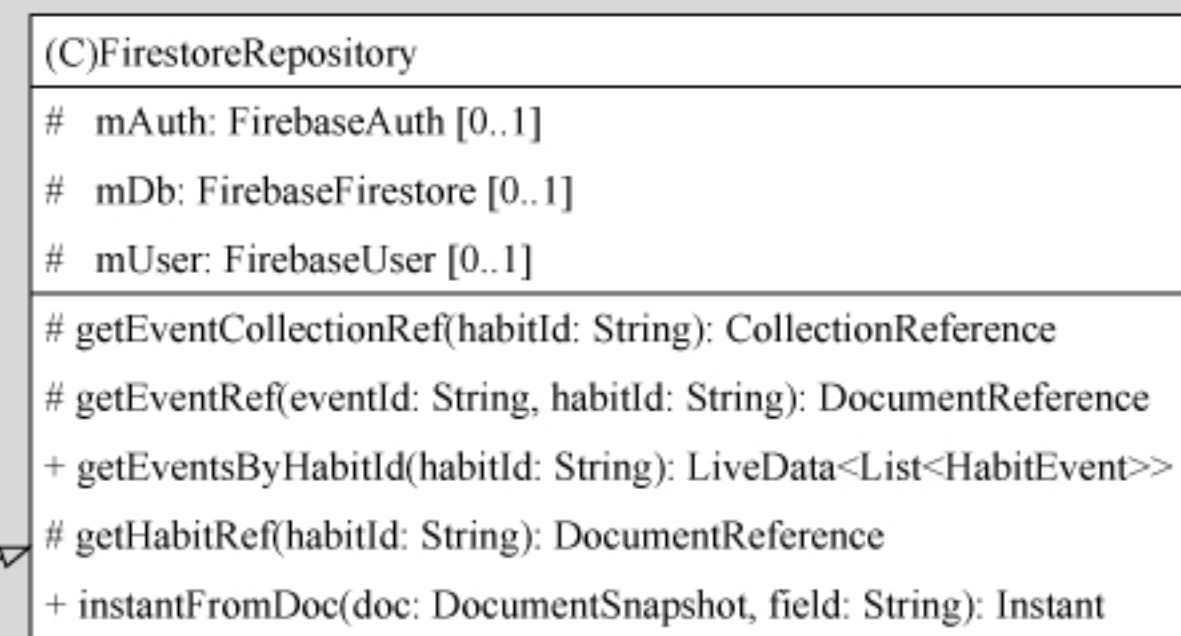 (C)FirestoreRepository
# mAuth: FirebaseAuth [0..1]
# mDb: FirebaseFirestore [0..1]
# mUser: FirebaseUser [0..1]
# getEventCollectionRef(habitId: String): CollectionReference
# getEventRef(eventId: String, habitId: String): DocumentReference
+ getEventsByHabitId(habitId: String): LiveData<List<HabitEvent>>
# getHabitRef(habitId: String): DocumentReference
+ instantFromDoc(doc: DocumentSnapshot, field: String): Instant